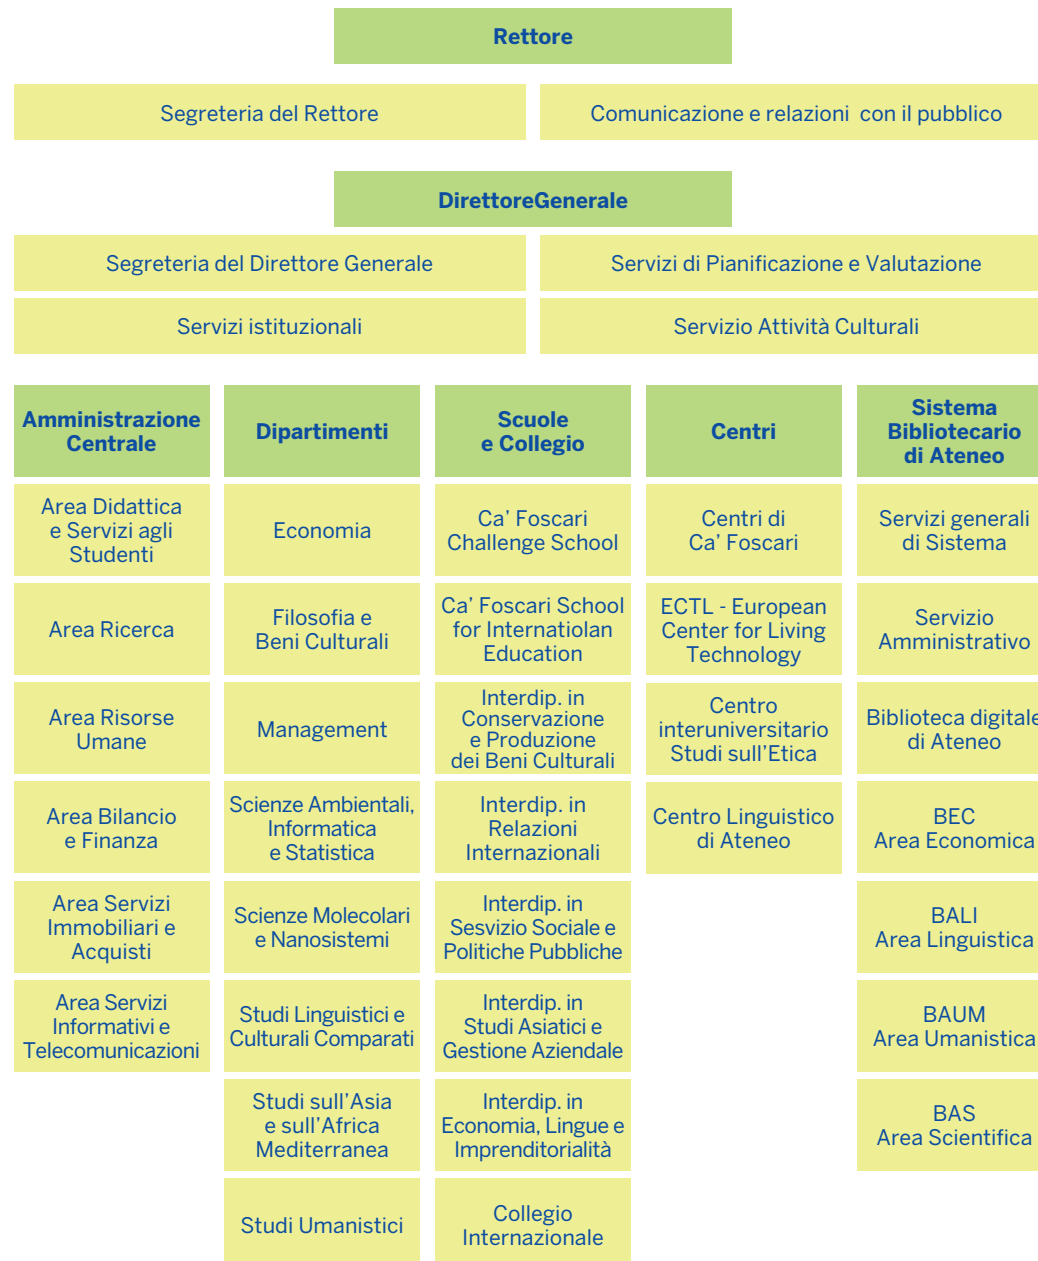 Rettore
Segreteria del Rettore
Comunicazione e relazioni con il pubblico
DirettoreGenerale
Segreteria del Direttore Generale
Servizi di Pianificazione e Valutazione
Servizi istituzionali
Servizio Attività Culturali
Amministrazione
Centrale
Area Didattica
e Servizi agli
Studenti
Area Ricerca
Area Risorse
Umane
Area Bilancio
e Finanza
Area Servizi
Immobiliari e
Acquisti
Area Servizi
Informativi e
Telecomunicazioni
Dipartimenti
Economia
Filosofia e
Beni Culturali
Management
Scienze Ambientali,
Informatica
e Statistica
Scienze Molecolari
e Nanosistemi
Studi Linguistici e
Culturali Comparati
Studi sull’Asia
e sull’Africa
Mediterranea
Studi Umanistici
Scuole
e Collegio
Ca’ Foscari
Challenge School
Ca’ Foscari School
for Internatiolan
Education
Interdip. in
Conservazione
e Produzione
dei Beni Culturali
Interdip. in
Relazioni
Internazionali
Interdip. in
Sesvizio Sociale e
Politiche Pubbliche
Interdip. in
Studi Asiatici e
Gestione Aziendale
Interdip. in
Economia, Lingue e
Imprenditorialità
Collegio
Internazionale
Centri
Centri di
Ca’ Foscari
ECTL - European
Center for Living
Technology
Centro
interuniversitario
Studi sull’Etica
Centro Linguistico
di Ateneo
Sistema
Bibliotecario
di Ateneo
Servizi generali
di Sistema
Servizio
Amministrativo
Biblioteca digitale
di Ateneo
BEC
Area Economica
BALI
Area Linguistica
BAUM
Area Umanistica
BAS
Area Scientifica